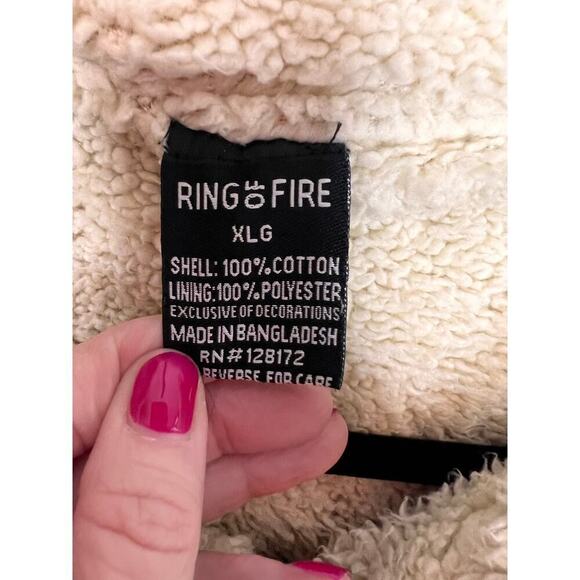 RING OF FIRE
XLG
SHELL: 100% COTTON
LINING: 100% POLYESTER
EXCLUSIVE OF DECORATIONS
MADE IN BANGLADESH
RN# 128172
REVERSE FOR CARE